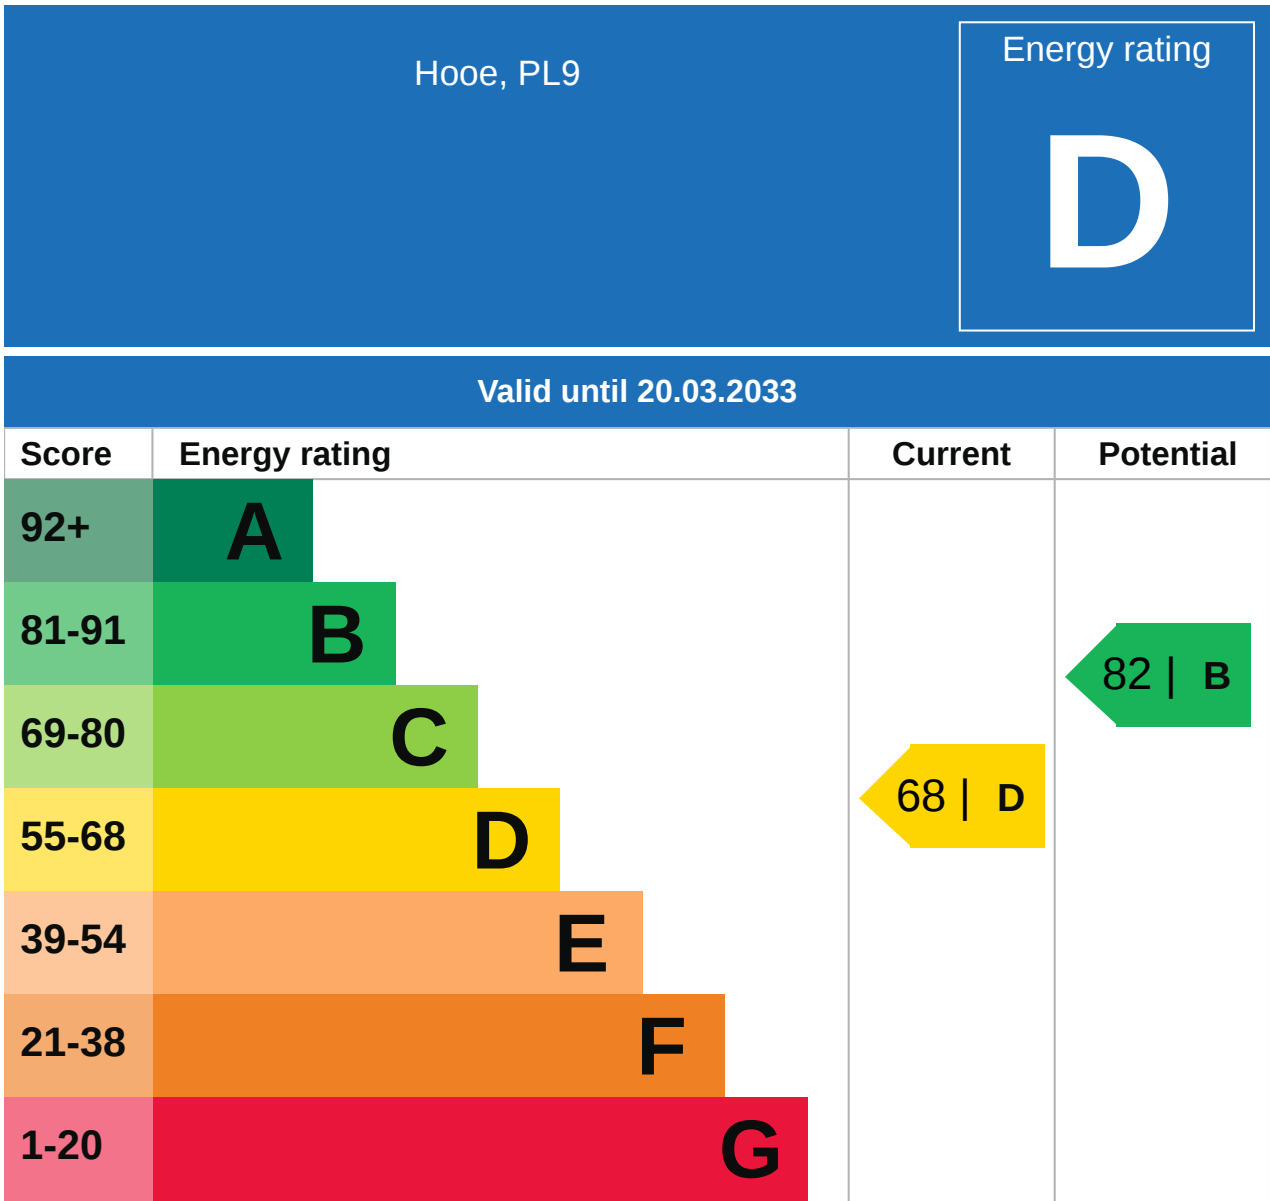 Hooe, PL9
Energy rating
D
Valid until 20.03.2033
Score Energy rating Current Potential
92+ A
81-91 B
82 | B
69-80 C
68 | D
55-68 D
39-54 E
21-38 F
1-20 G